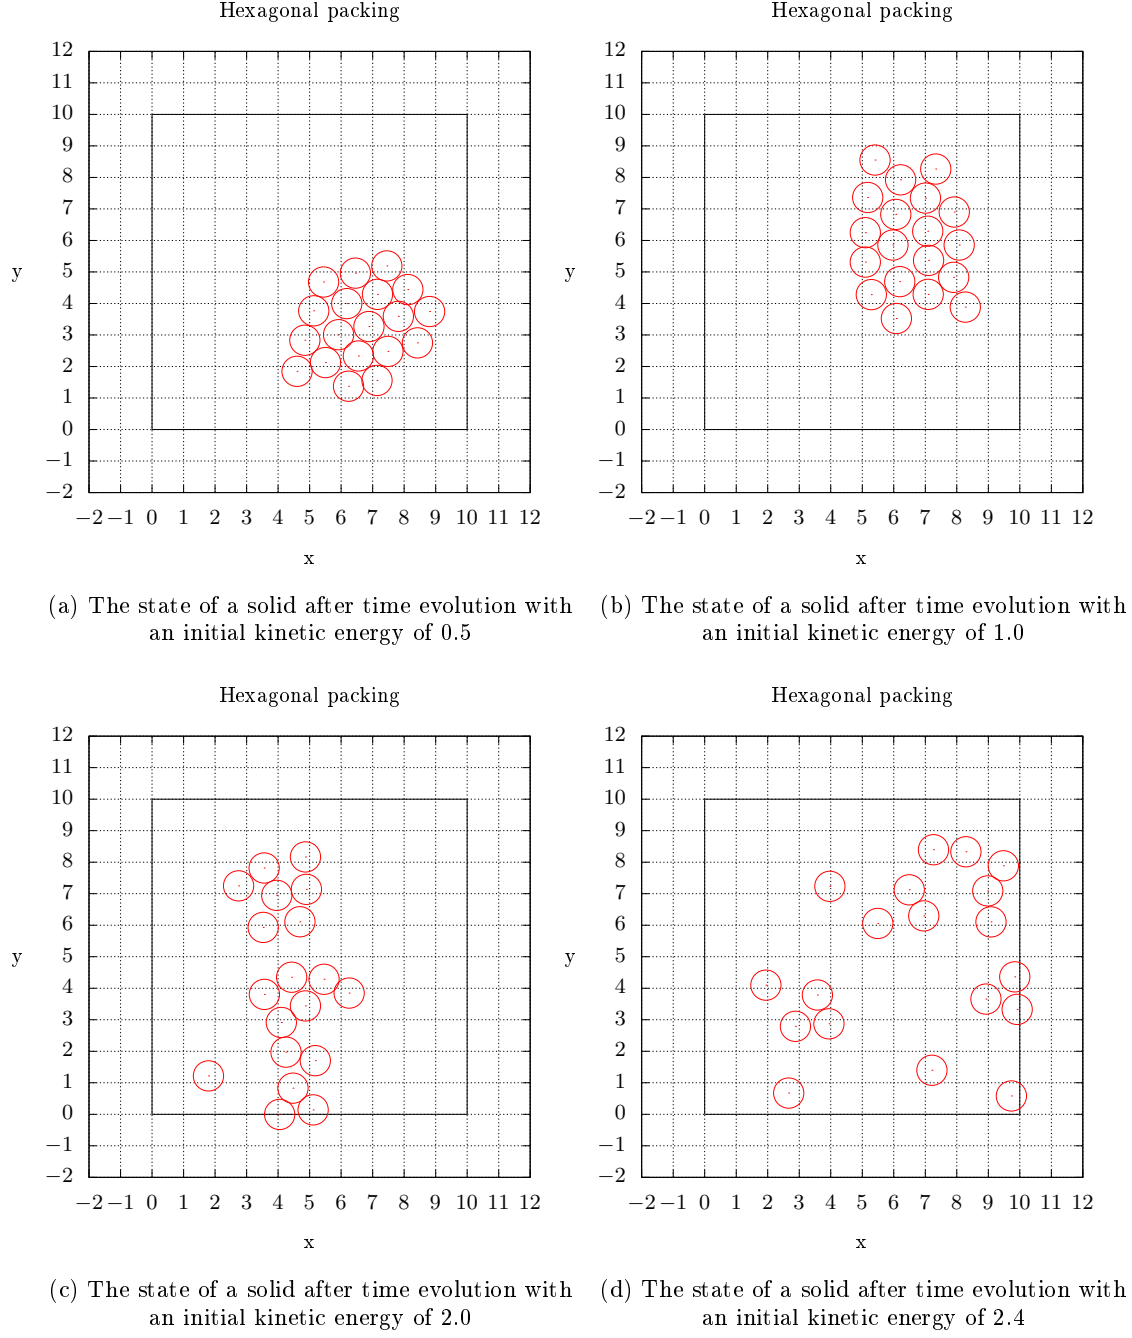 Hexagonal packing
12
11
10
9
8
7
6
5
4
3
2
1
0
−1
−2
y
−2 −1 0 1 2 3 4 5 6 7 8 9 10 11 12
x
(a) The state of a solid after time evolution with
an initial kinetic energy of 0.5
Hexagonal packing
12
11
10
9
8
7
6
5
4
3
2
1
0
−1
−2
y
−2 −1 0 1 2 3 4 5 6 7 8 9 10 11 12
x
(b) The state of a solid after time evolution with
an initial kinetic energy of 1.0
Hexagonal packing
12
11
10
9
8
7
6
5
4
3
2
1
0
−1
−2
y
−2 −1 0 1 2 3 4 5 6 7 8 9 10 11 12
x
(c) The state of a solid after time evolution with
an initial kinetic energy of 2.0
Hexagonal packing
12
11
10
9
8
7
6
5
4
3
2
1
0
−1
−2
y
−2 −1 0 1 2 3 4 5 6 7 8 9 10 11 12
x
(d) The state of a solid after time evolution with
an initial kinetic energy of 2.4